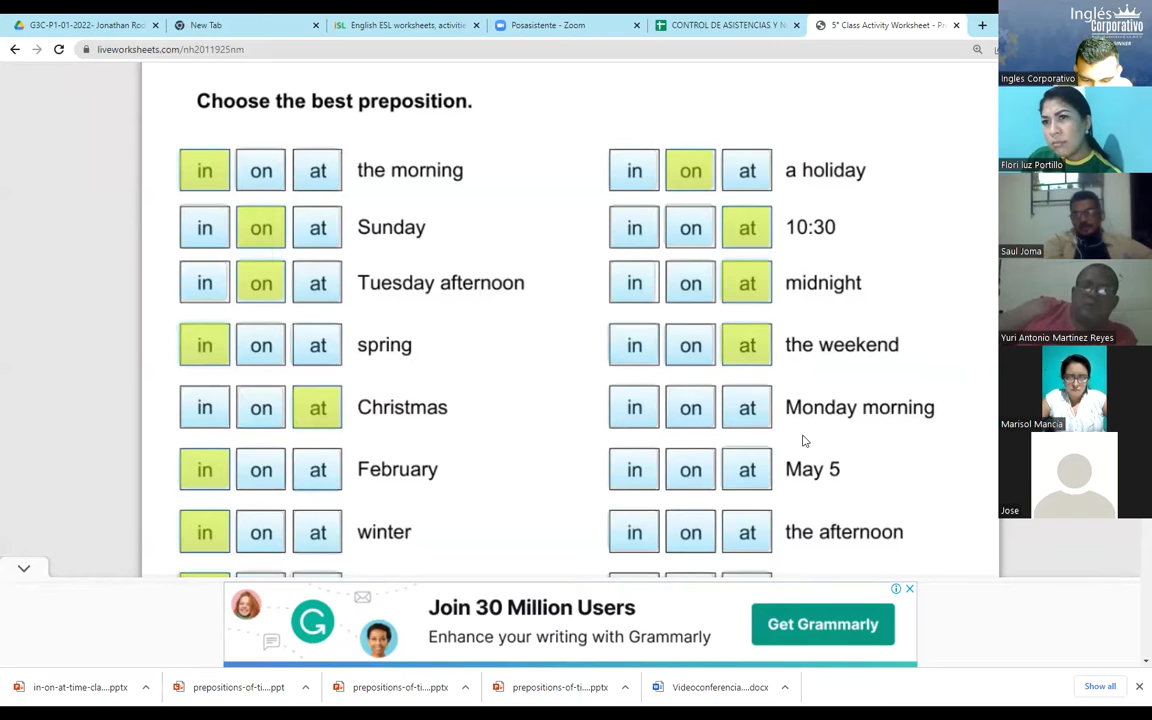 G3C-P1-01-2022- Jonathan Rod
New Tab
iSL English ESL worksheets, activitie
Posasistente - Zoom
CONTROL DE ASISTENCIAS Y N
5° Class Activity Worksheet - Pr
liveworksheets.com/nh2011925nm
Choose the best preposition.
in on at the morning
in on at a holiday
in on at Sunday
in on at 10:30
in on at Tuesday afternoon
in on at midnight
in on at spring
in on at the weekend
in on at Christmas
in on at Monday morning
in on at February
in on at May 5
in on at winter
in on at the afternoon
Join 30 Million Users
Enhance your writing with Grammarly
Get Grammarly
in-on-at-time-cla....pptx
prepositions-of-ti....ppt
prepositions-of-ti....pptx
prepositions-of-ti....pptx
Videoconferencia....docx
Show all
Inglés
Corporativo
Ingles Corporativo
Flori luz Portillo
Saul Joma
Yuri Antonio Martinez Reyes
Marisol Mancia
Jose